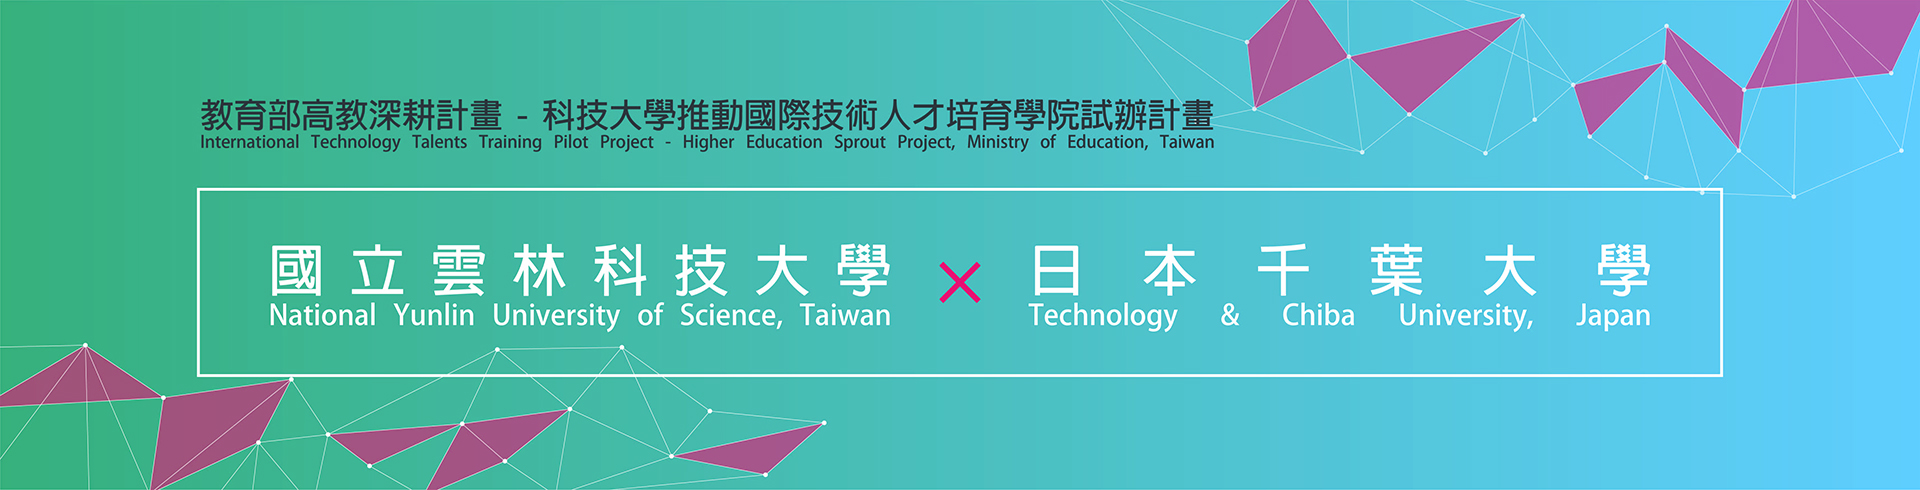 教育部高教深耕計畫 - 科技大學推動國際技術人才培育學院試辦計畫
International Technology Talents Training Pilot Project - Higher Education Sprout Project, Ministry of Education, Taiwan
國立雲林科技大學 × 日本千葉大學
National Yunlin University of Science, Taiwan Technology & Chiba University, Japan